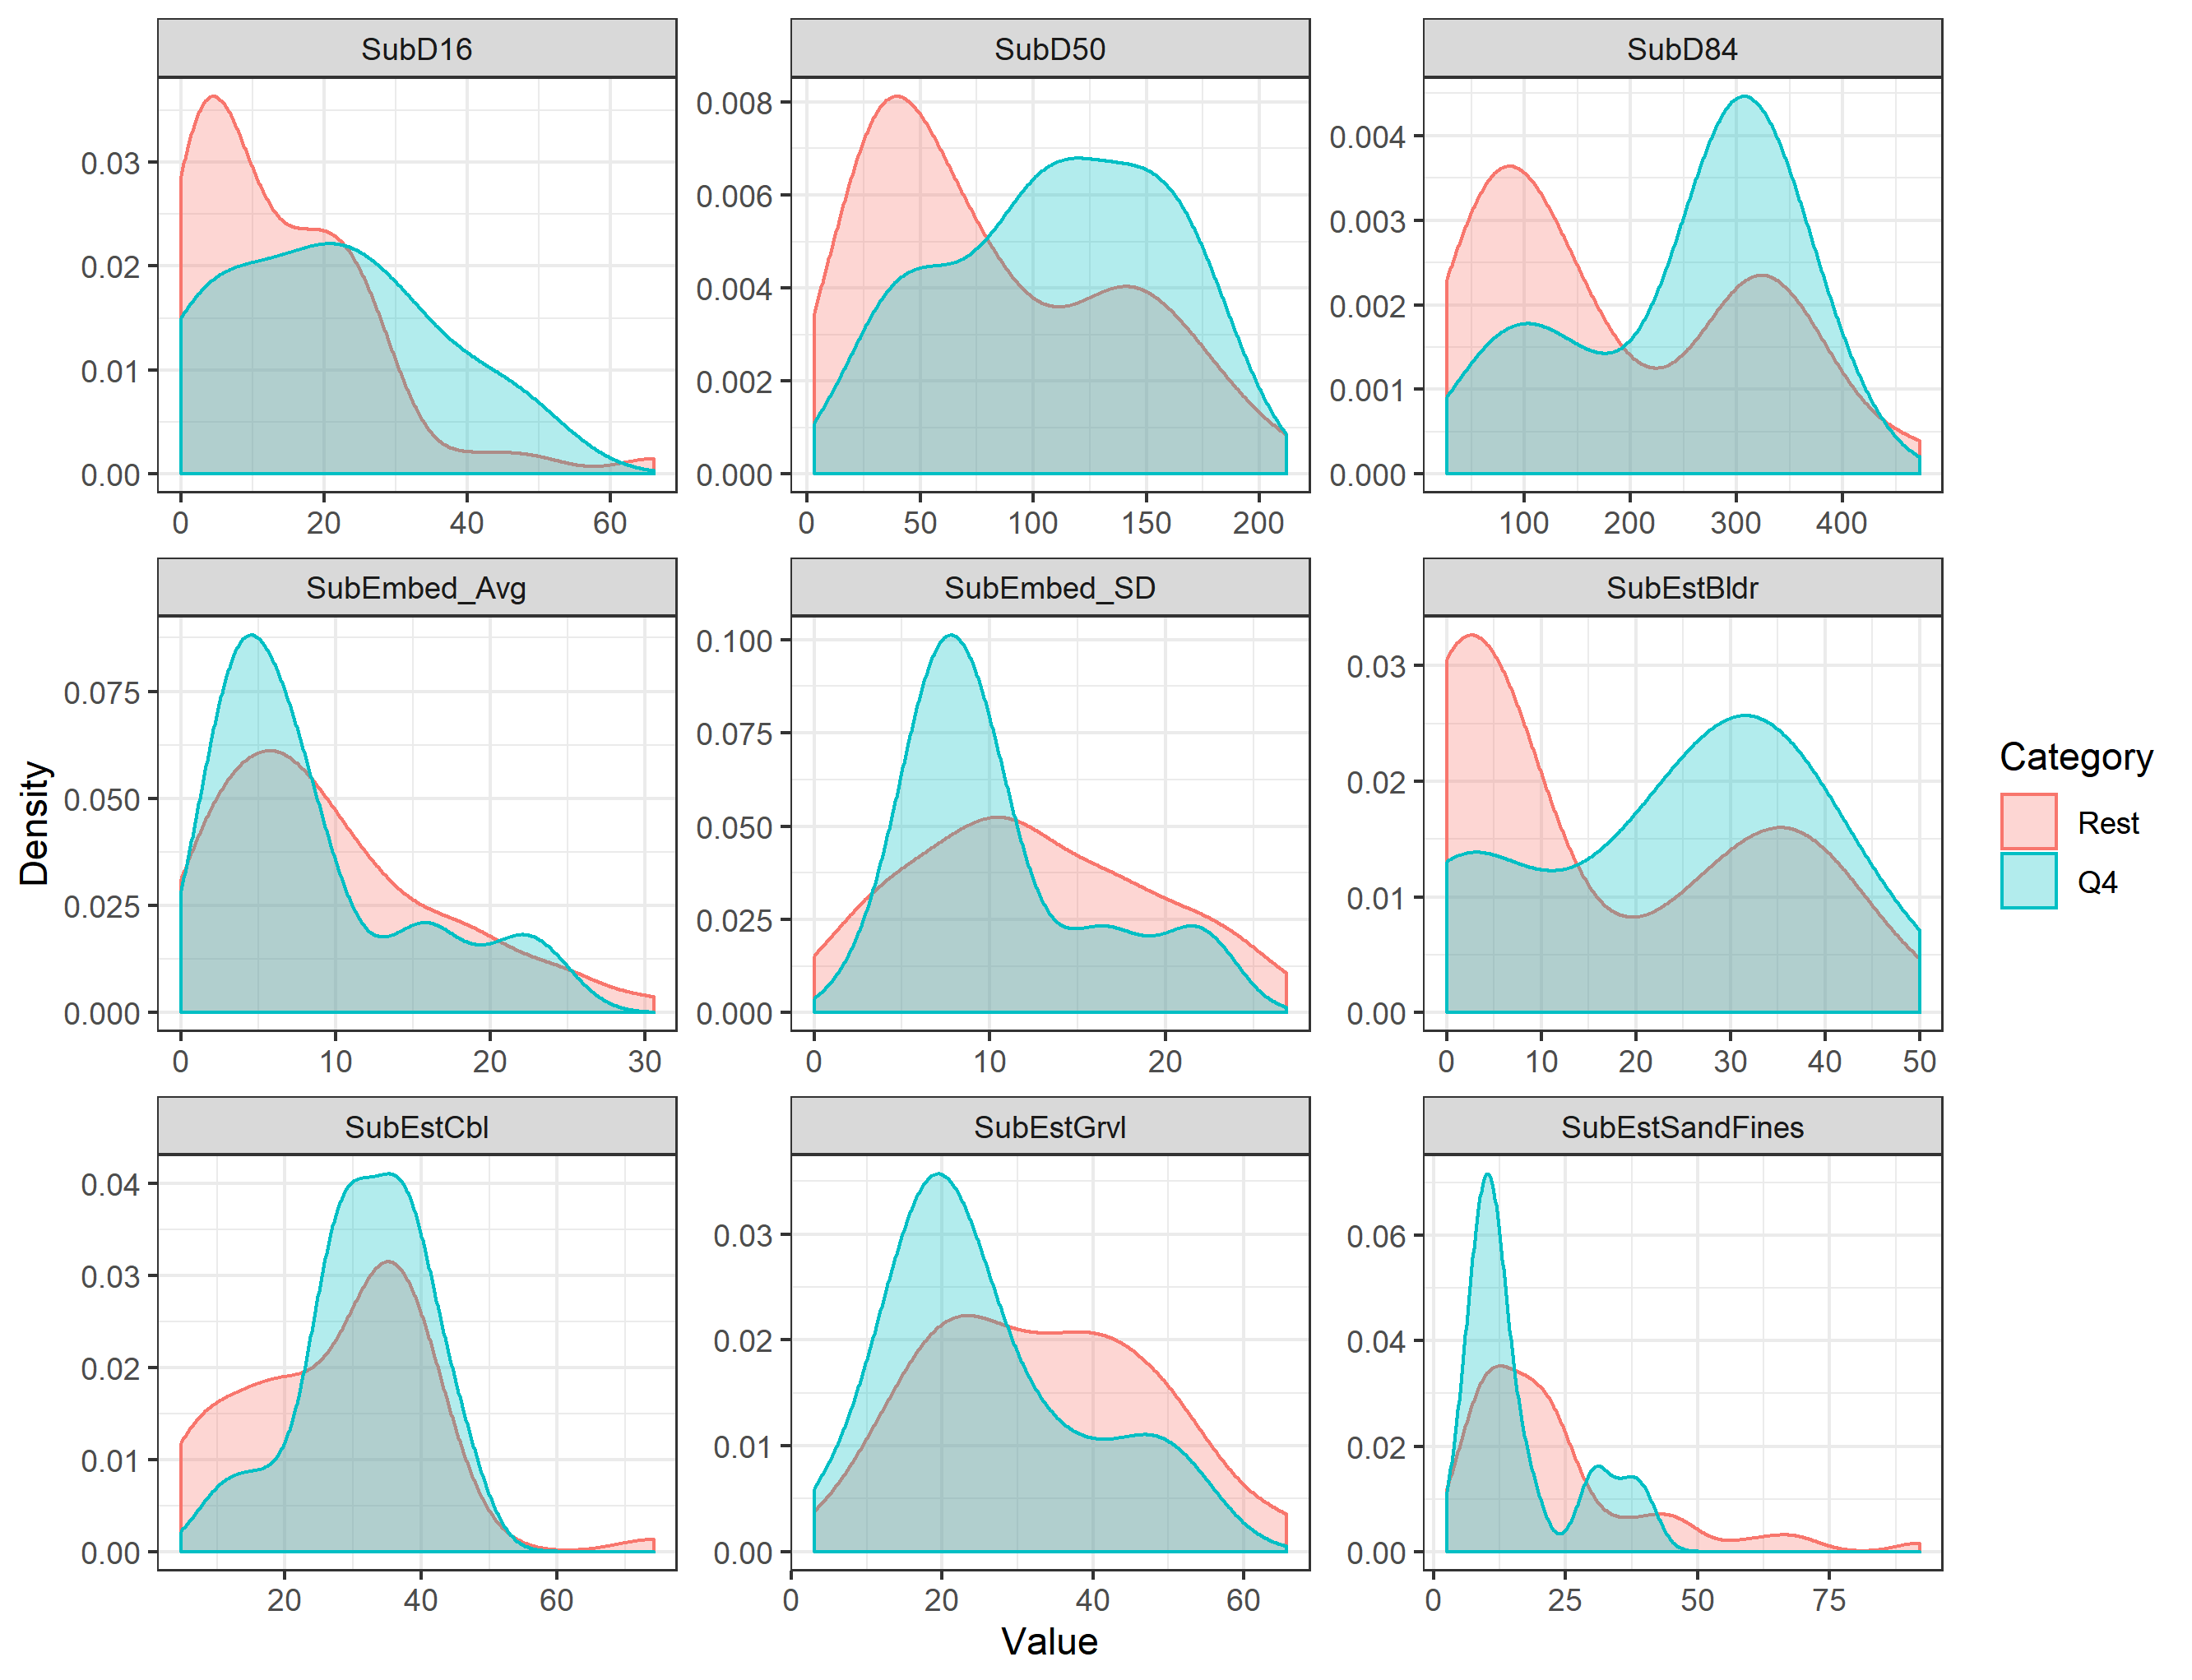 SubD16 SubD50 SubD84
0.03
0.02
0.01
0.00
0 20 40 60
0.008
0.006
0.004
0.002
0.000
0 50 100 150 200
0.004
0.003
0.002
0.001
0.000
100 200 300 400
SubEmbed_Avg SubEmbed_SD SubEstBldr
0.075
0.050
0.025
0.000
0 10 20 30
0.100
0.075
0.050
0.025
0.000
0 10 20
0.03
0.02
0.01
0.00
0 10 20 30 40 50
SubEstCbl SubEstGrvl SubEstSandFines
0.04
0.03
0.02
0.01
0.00
20 40 60
0.03
0.02
0.01
0.00
0 20 40 60
0.06
0.04
0.02
0.00
0 25 50 75
Density
Value
Category
Rest
Q4